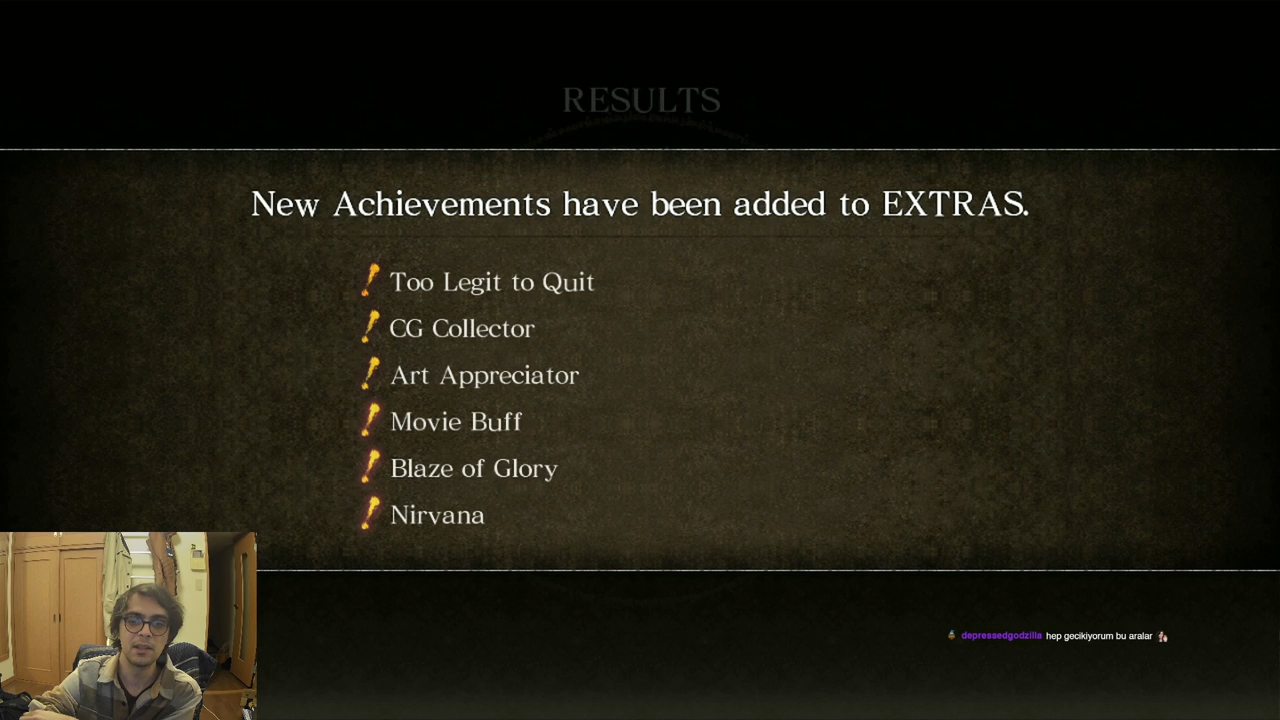 RESULTS
New Achievements have been added to EXTRAS.
Too Legit to Quit
CG Collector
Art Appreciator
Movie Buff
Blaze of Glory
Nirvana
depressedgodzilla hep gecikiyorum bu aralar